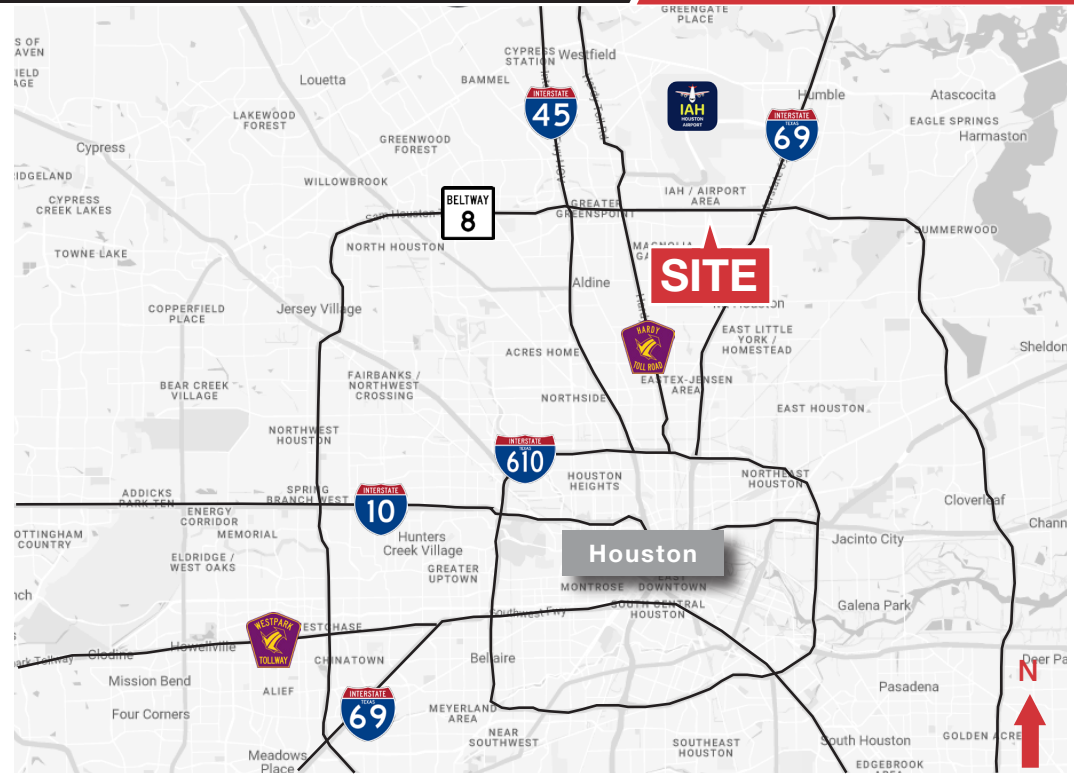 GREENGATE
PLACE
CYPRESS
STATION
Westfield
BAMMEL
Louetta
INTERSTATE
45
IAH
HOUSTON
AIRPORT
Humble
Atascocita
INTERSTATE
TEXAS
69
EAGLE SPRINGS
Harmaston
LAKEWOOD
FOREST
Cypress
GREENWOOD
FOREST
WILLOWBROOK
CYPRESS
CREEK LAKES
BELTWAY
8
IAH / AIRPORT
AREA
GREATER
GREENSPOINT
SUMMERWOOD
NORTH HOUSTON
TOWNE LAKE
SITE
Aldine
COPPERFIELD
PLACE
Jersey Village
HARDY
TOLL ROAD
EAST LITTLE
YORK /
HOMESTEAD
Sheldon
ACRES HOME
FAIRBANKS /
NORTHWEST
CROSSING
BEAR CREEK
VILLAGE
EASTEX-JENSEN
AREA
NORTHSIDE
EAST HOUSTON
NORTHWEST
HOUSTON
INTERSTATE
TEXAS
610
HOUSTON
HEIGHTS
NORTHEAST
HOUSTON
ADDICKS
PARK TEN
SPRING
BRANCH WEST
INTERSTATE
10
Cloverleaf
ENERGY
CORRIDOR
MEMORIAL
Hunters
Creek Village
Houston
Jacinto City
ELDRIDGE /
WEST OAKS
GREATER
UPTOWN
MONTROSE
EAST
DOWNTOWN
Southwest Fwy
SOUTH CENTRAL
HOUSTON
Galena Park
WESTPARK
TOLLWAY
Howellville
Clodine
CHINATOWN
Bellaire
Mission Bend
ALIEF
INTERSTATE
TEXAS
69
Four Corners
MEYERLAND
AREA
NEAR
SOUTHWEST
Meadows
Place
SOUTHEAST
HOUSTON
South Houston
Pasadena
N
EDGEBROOK